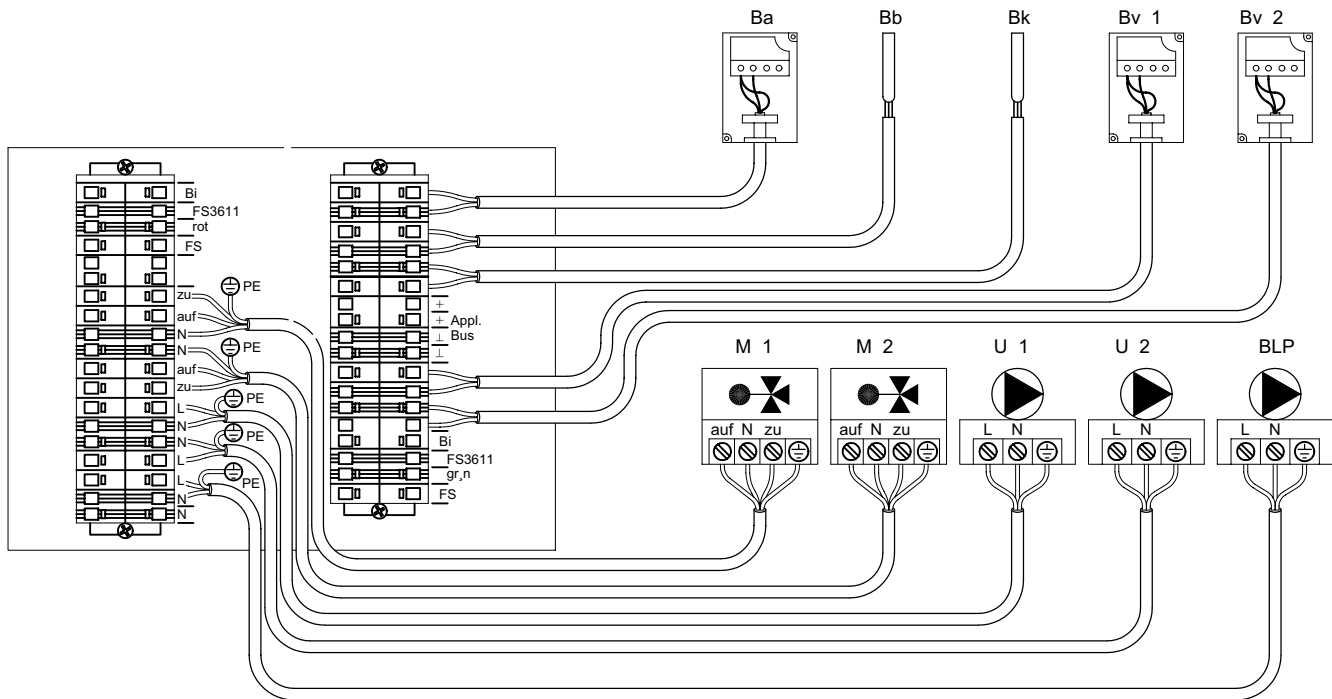 Ba Bb Bk Bv 1 Bv 2
Bi
FS3611
rot
FS
zu
auf
N
N
auf
zu
L
N
N
L
L
N
N
PE
PE
PE
PE
PE
+
+ Appl.
⊥ Bus
⊥
Bi
FS3611
gr¸n
FS
M 1 M 2 U 1 U 2 BLP
auf N zu auf N zu L N L N L N